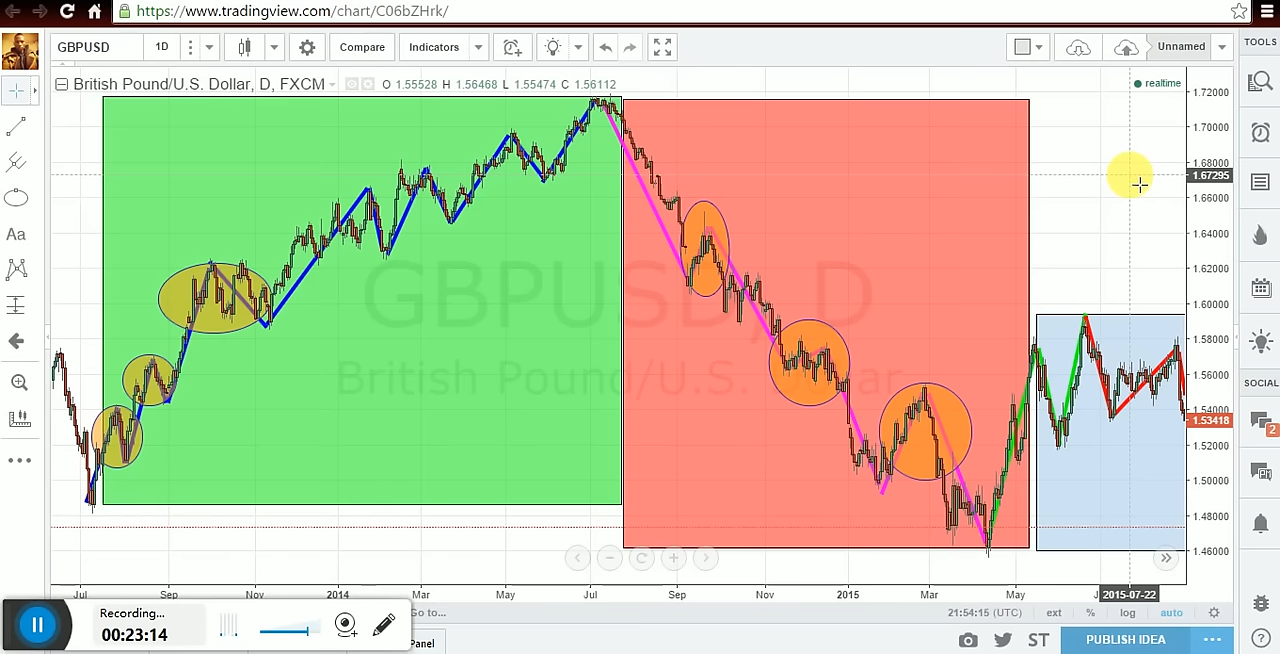 https://www.tradingview.com/chart/C06bZHrk/
GBPUSD 1D Compare Indicators Unnamed TOOLS
British Pound/U.S. Dollar, D, FXCM O 1.55528 H 1.56468 L 1.55474 C 1.56112
realtime
1.72000
1.70000
1.68000
1.67295
1.66000
1.64000
1.62000
1.60000
1.58000
1.56000
1.54000
1.53418
1.52000
1.50000
1.48000
1.46000
Aa
GBPUSD, D
British Pound/U.S. Dollar
SOCIAL
2
Jul Sep Nov 2014 Mar May Jul Sep Nov 2015 Mar May 2015-07-22
Go to... 21:54:15 (UTC) ext % log auto
Recording...
00:23:14
Panel
ST PUBLISH IDEA